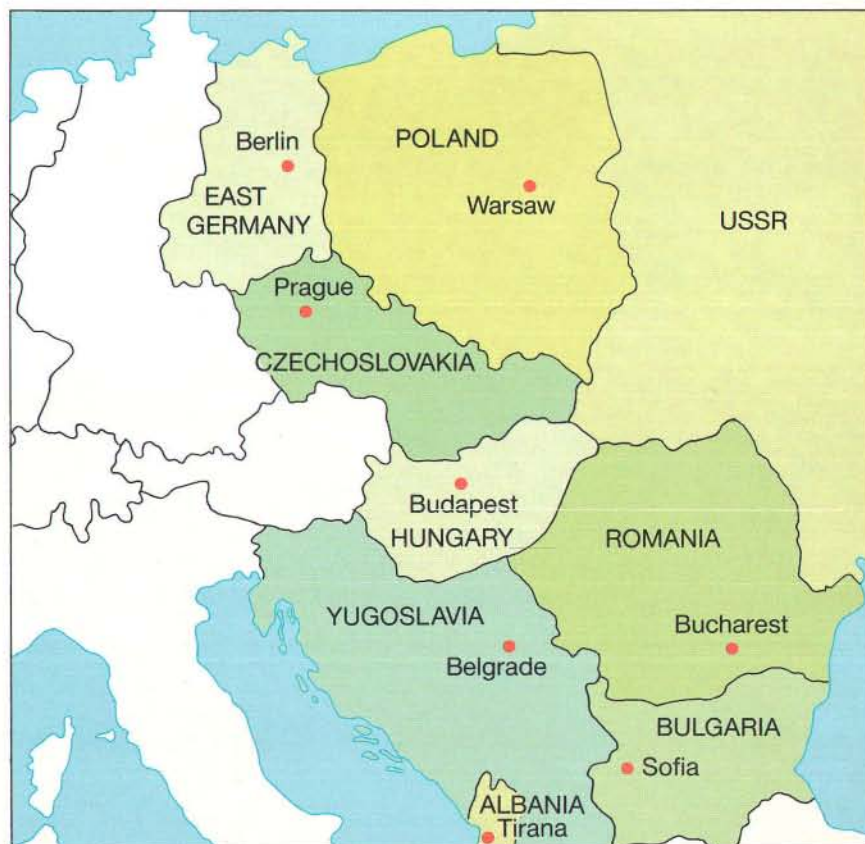 Berlin
EAST
GERMANY
POLAND
Warsaw
USSR
Prague
CZECHOSLOVAKIA
Budapest
HUNGARY
ROMANIA
Bucharest
YUGOSLAVIA
Belgrade
BULGARIA
Sofia
ALBANIA
Tirana